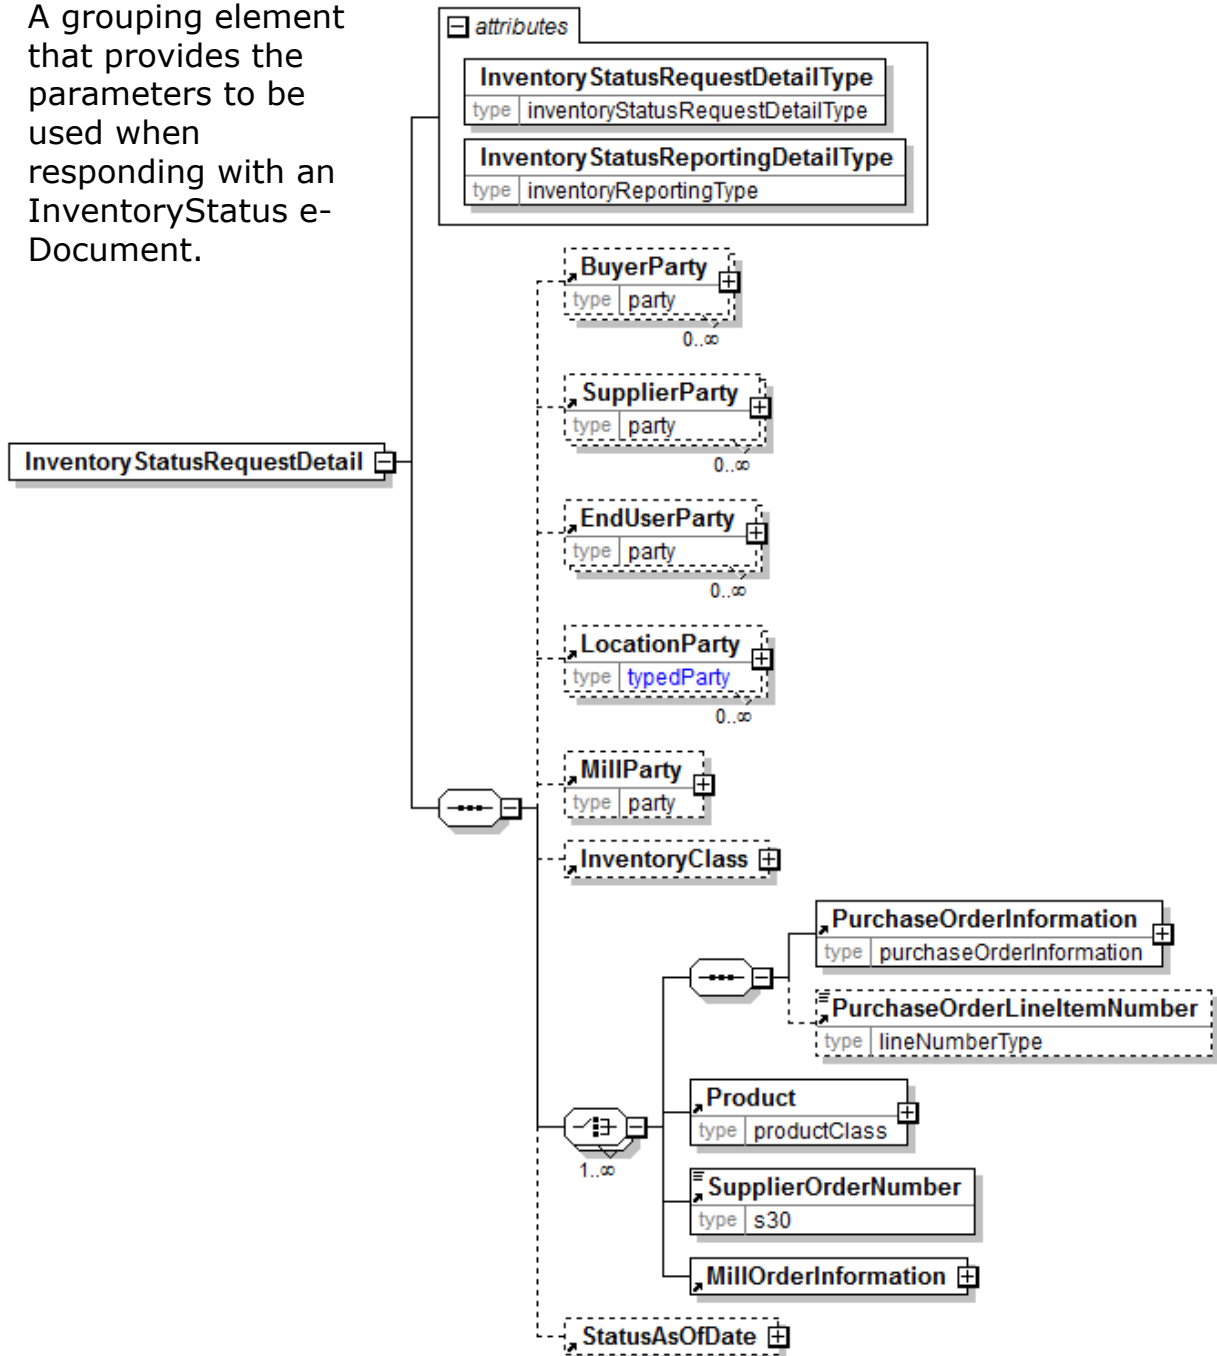 A grouping element
that provides the
parameters to be
used when
responding with an
InventoryStatus e-
Document.
attributes
InventoryStatusRequestDetailType
type inventoryStatusRequestDetailType
InventoryStatusReportingDetailType
type inventoryReportingType
BuyerParty
type party
0..∞
SupplierParty
type party
0..∞
InventoryStatusRequestDetail
EndUserParty
type party
0..∞
LocationParty
type typedParty
0..∞
MillParty
type party
InventoryClass
PurchaseOrderInformation
type purchaseOrderInformation
PurchaseOrderLineItemNumber
type lineNumberType
Product
type productClass
1..∞
SupplierOrderNumber
type s30
MillOrderInformation
StatusAsOfDate